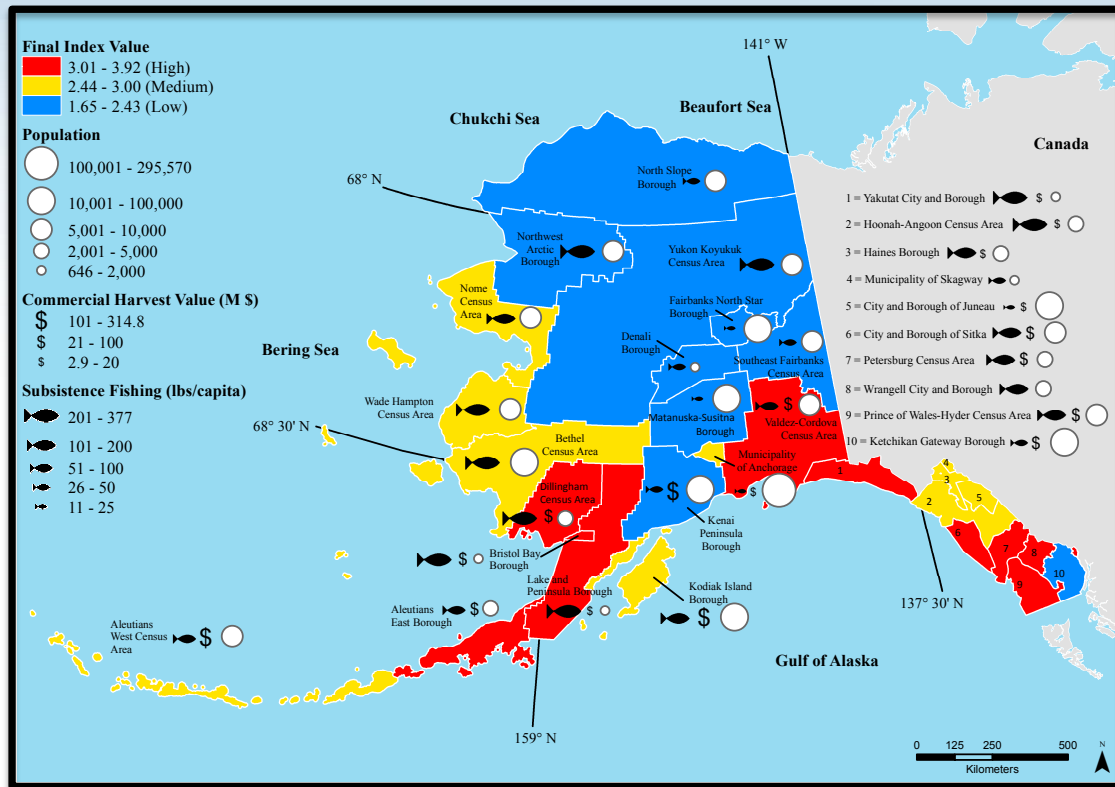 Final Index Value
3.01 - 3.92 (High)
2.44 - 3.00 (Medium)
1.65 - 2.43 (Low)
Population
100,001 - 295,570
10,001 - 100,000
5,001 - 10,000
2,001 - 5,000
646 - 2,000
Commercial Harvest Value (M $)
$ 101 - 314.8
$ 21 - 100
$ 2.9 - 20
Subsistence Fishing (lbs/capita)
201 - 377
101 - 200
51 - 100
26 - 50
11 - 25
141° W
Beaufort Sea
Chukchi Sea
Canada
68° N
North Slope
Borough
Northwest
Arctic
Borough
Yukon Koyukuk
Census Area
Nome
Census
Area
Fairbanks North Star
Borough
Denali
Borough
Southeast Fairbanks
Census Area
Bering Sea
Wade Hampton
Census Area
Matanuska-Susitna
Borough
$
Valdez-Cordova
Census Area
68° 30' N
Bethel
Census Area
Municipality
of Anchorage
$
Dillingham
Census Area
$
$
Kenai
Peninsula
Borough
Bristol Bay
Borough
$
Lake and
Peninsula Borough
$
Kodiak Island
Borough
$
Aleutians
East Borough
$
Aleutians
West Census
Area
$
159° N
Gulf of Alaska
137° 30' N
1 = Yakutat City and Borough $
2 = Hoonah-Angoon Census Area $
3 = Haines Borough $
4 = Municipality of Skagway
5 = City and Borough of Juneau $
6 = City and Borough of Sitka $
7 = Petersburg Census Area $
8 = Wrangell City and Borough
9 = Prince of Wales-Hyder Census Area $
10 = Ketchikan Gateway Borough $
1
4
3
2
5
6
7
8
9
10
0 125 250 500
Kilometers
N